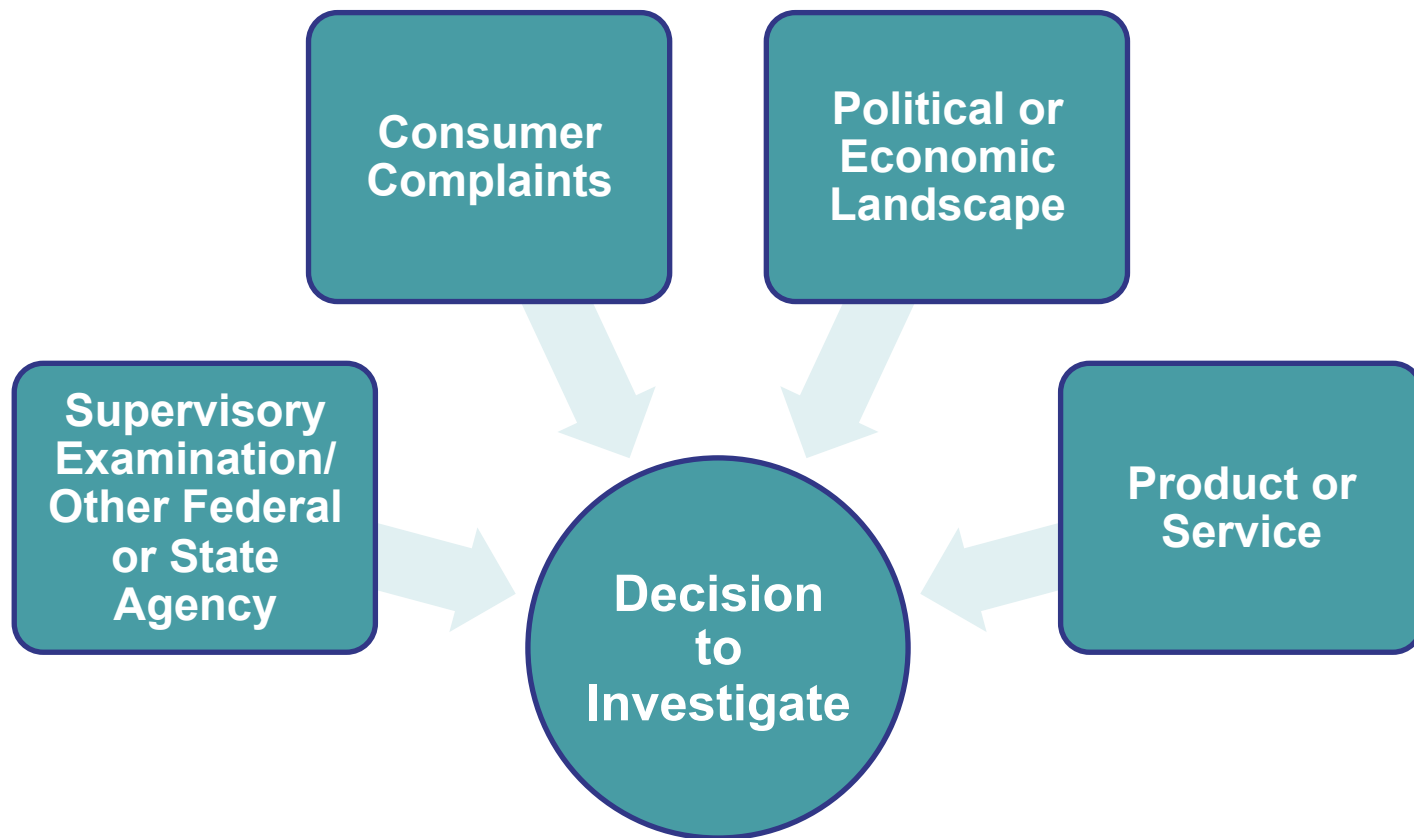 Consumer
Complaints
Political or
Economic
Landscape
Supervisory
Examination/
Other Federal
or State
Agency
Product or
Service
Decision
to
Investigate